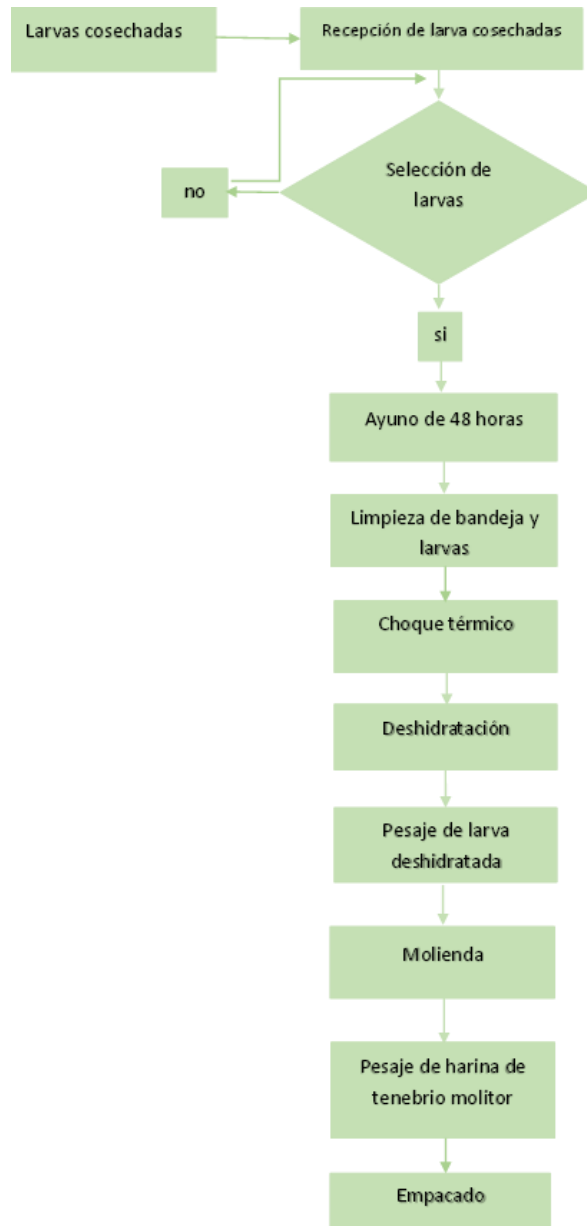 Larvas cosechadas
Recepción de larva cosechadas
Selección de
larvas
no
si
Ayuno de 48 horas
Limpieza de bandeja y
larvas
Choque térmico
Deshidratación
Pesaje de larva
deshidratada
Molienda
Pesaje de harina de
tenebrio molitor
Empacado